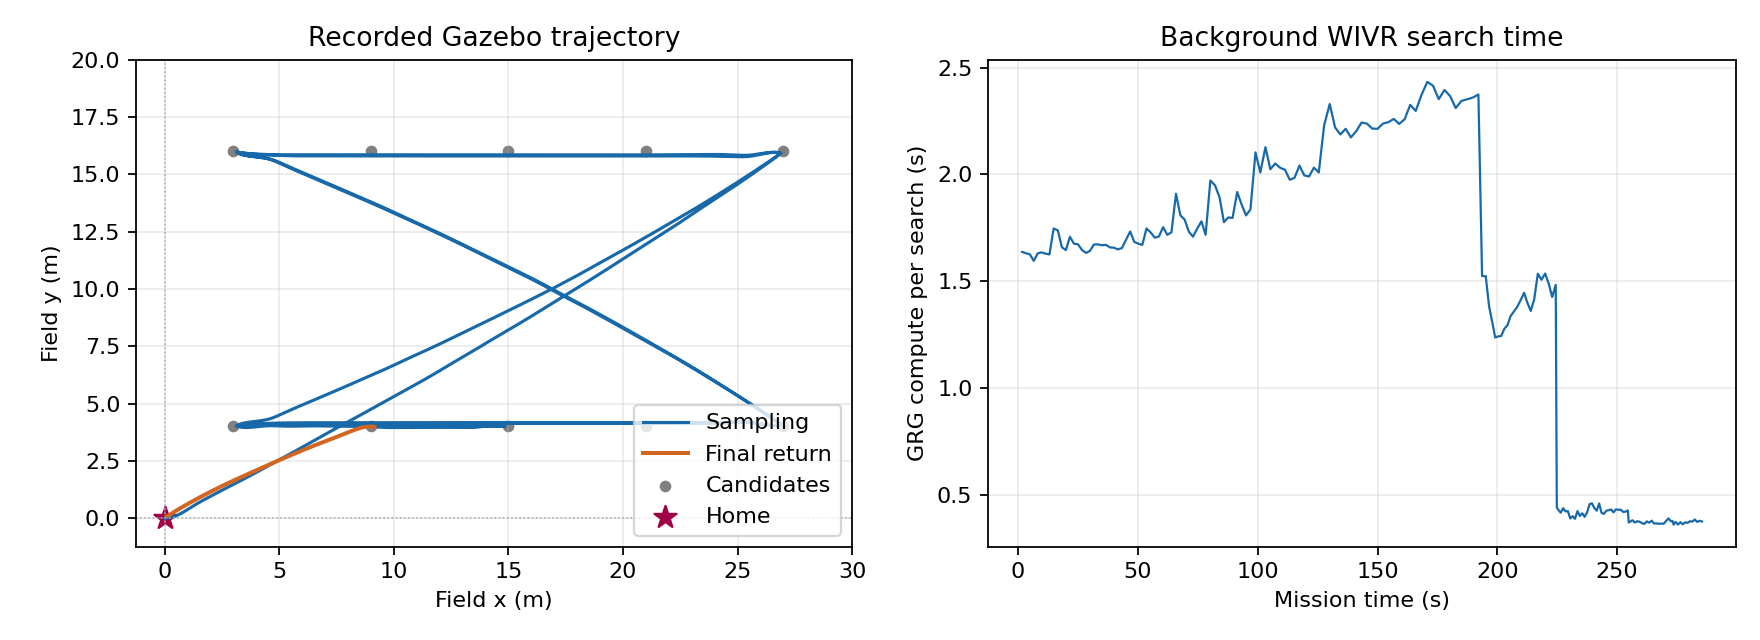 Recorded Gazebo trajectory
20.0
17.5
15.0
12.5
10.0
7.5
5.0
2.5
0.0
Field y (m)
0 5 10 15 20 25 30
Field x (m)
Sampling
Final return
Candidates
Home
Background WIVR search time
2.5
2.0
1.5
1.0
0.5
GRG compute per search (s)
0 50 100 150 200 250
Mission time (s)